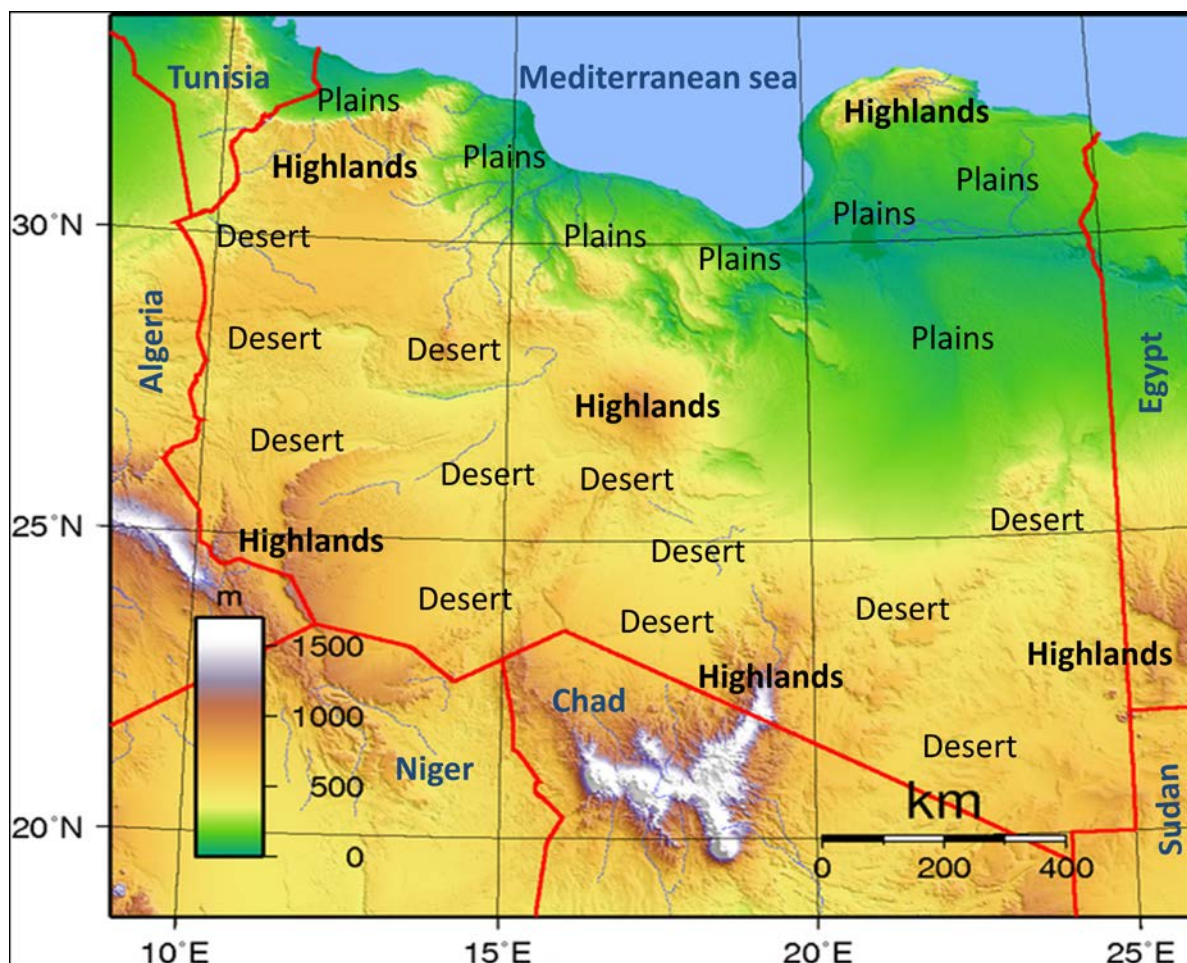 Tunisia
Mediterranean sea
Plains
Highlands
Highlands
Plains
Plains
30°N
Desert
Plains
Plains
Plains
Algeria
Desert
Desert
Plains
Egypt
Highlands
Desert
Desert
Desert
25°N
Highlands
Desert
Desert
Desert
Desert
Desert
m
1500
Highlands
Highlands
Chad
1000
Niger
Desert
500
km
20°N
0
0
200
400
Sudan
10°E
15°E
20°E
25°E